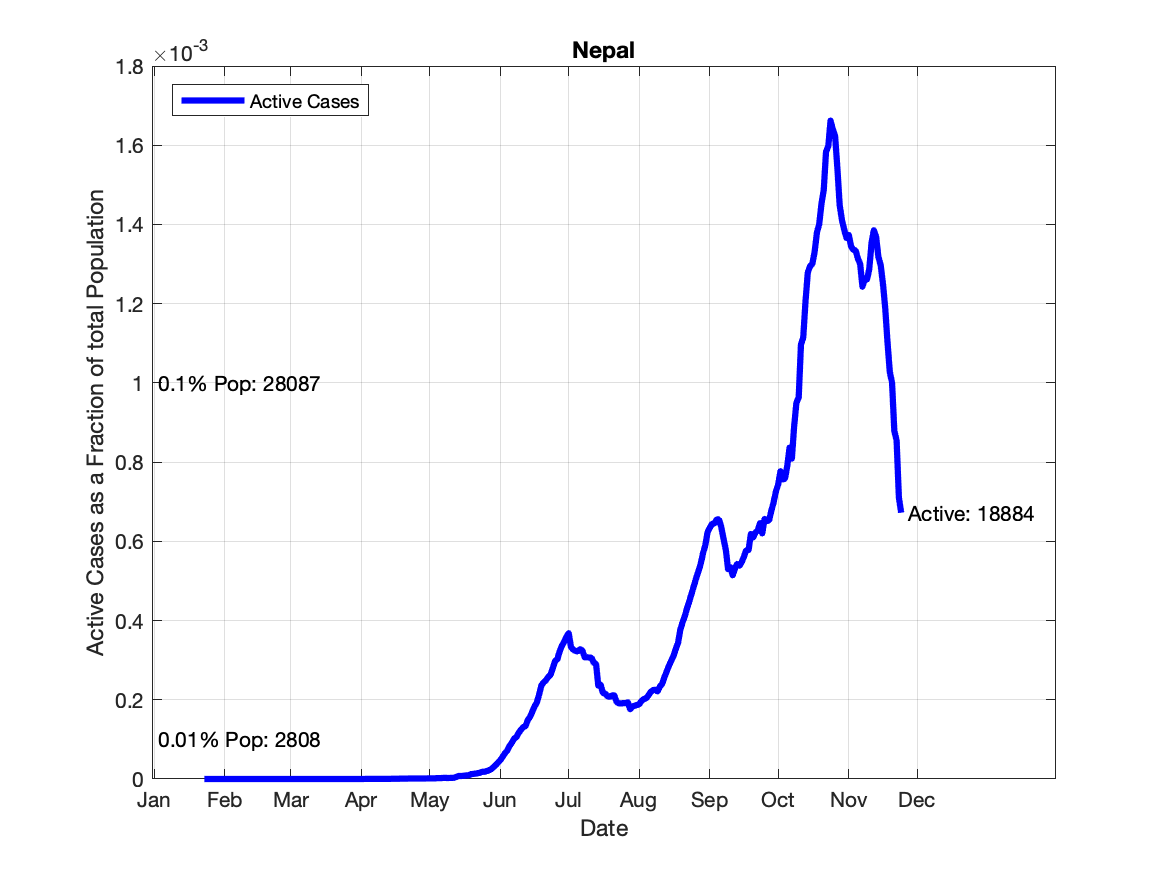 Nepal
×10-3
1.8
1.6
1.4
1.2
1
0.8
0.6
0.4
0.2
0
Active Cases
0.1% Pop: 28087
0.01% Pop: 2808
Active: 18884
Active Cases as a Fraction of total Population
Jan Feb Mar Apr May Jun Jul Aug Sep Oct Nov Dec
Date